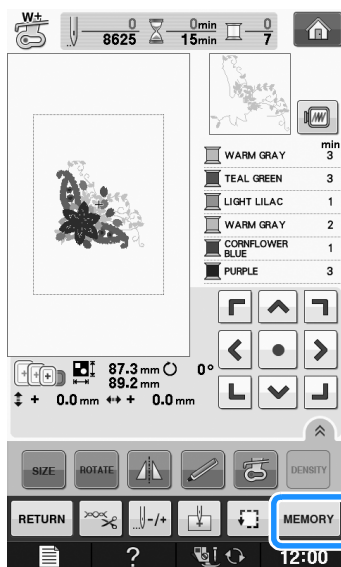 W±
0
8625
0min
15min
0
7
min
WARM GRAY 3
TEAL GREEN 3
LIGHT LILAC 1
WARM GRAY 2
CORNFLOWER BLUE 1
PURPLE 3
87.3 mm 0°
89.2 mm
+ 0.0 mm + 0.0 mm
SIZE ROTATE DENSITY
RETURN -/+ MEMORY
? 12:00